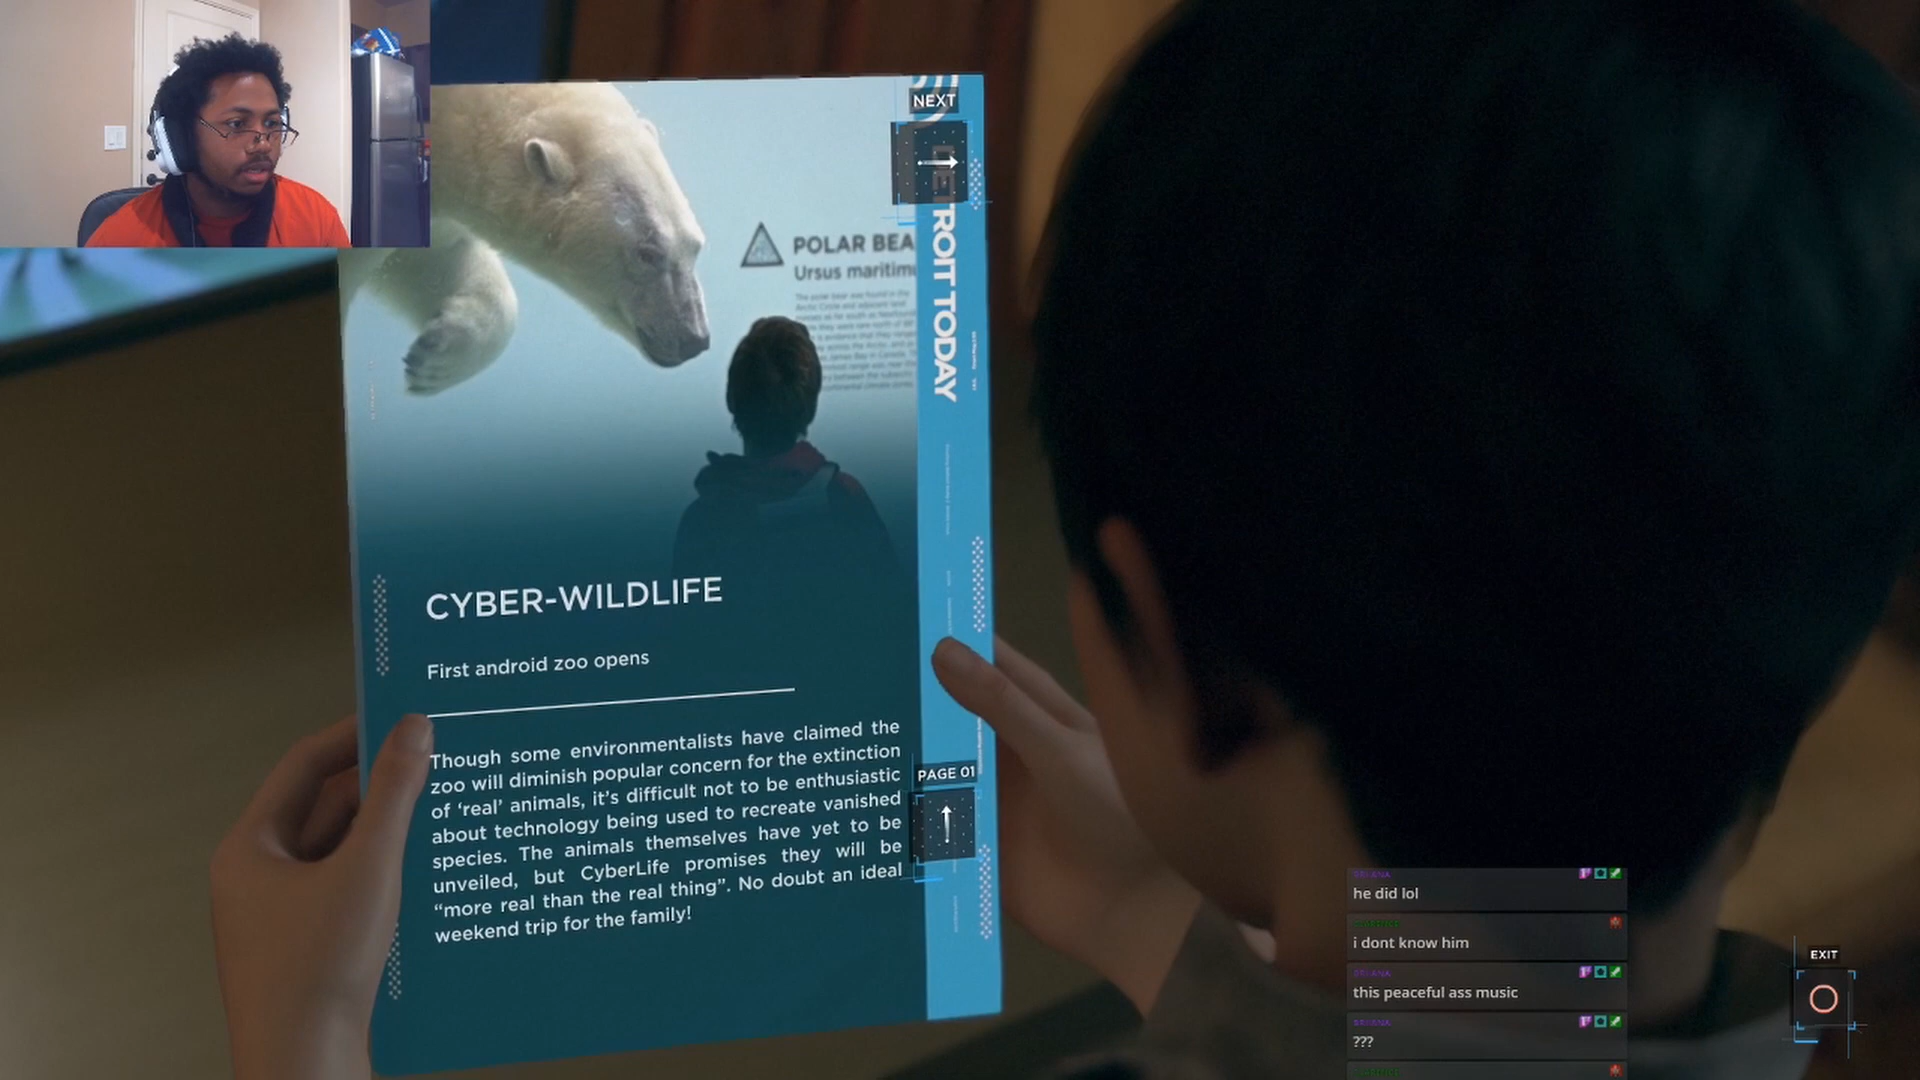 NEXT
TROIT TODAY
POLAR BEA
Ursus maritimu
CYBER-WILDLIFE
First android zoo opens
Though some environmentalists have claimed the
zoo will diminish popular concern for the extinction
of ‘real’ animals, it’s difficult not to be enthusiastic
about technology being used to recreate vanished
species. The animals themselves have yet to be
unveiled, but CyberLife promises they will be
“more real than the real thing”. No doubt an ideal
weekend trip for the family!
PAGE 01
he did lol
i dont know him
this peaceful ass music
???
EXIT